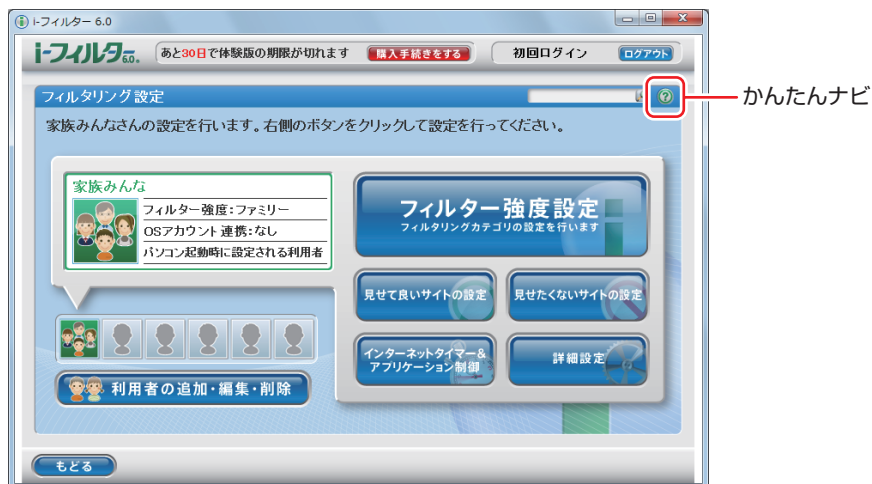 i-フィルター 6.0
i-フィルター6.0.
あと30日で体験版の期限が切れます
購入手続きをする
初回ログイン
ログアウト
フィルタリング設定
?
かんたんナビ
家族みんなさんの設定を行います。右側のボタンをクリックして設定を行ってください。
家族みんな
フィルター強度:ファミリー
OSアカウント連携:なし
パソコン起動時に設定される利用者
フィルター強度設定
フィルタリングカテゴリの設定を行います
見せて良いサイトの設定
見せたくないサイトの設定
インターネットタイマー&
アプリケーション制御
詳細設定
利用者の追加・編集・削除
もどる